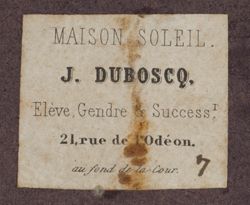 MAISON SOLEIL.
J. DUBOSCQ.
Elève, Gendre & Success.r
21, rue de l'Odéon.
au fond de la Cour.
7